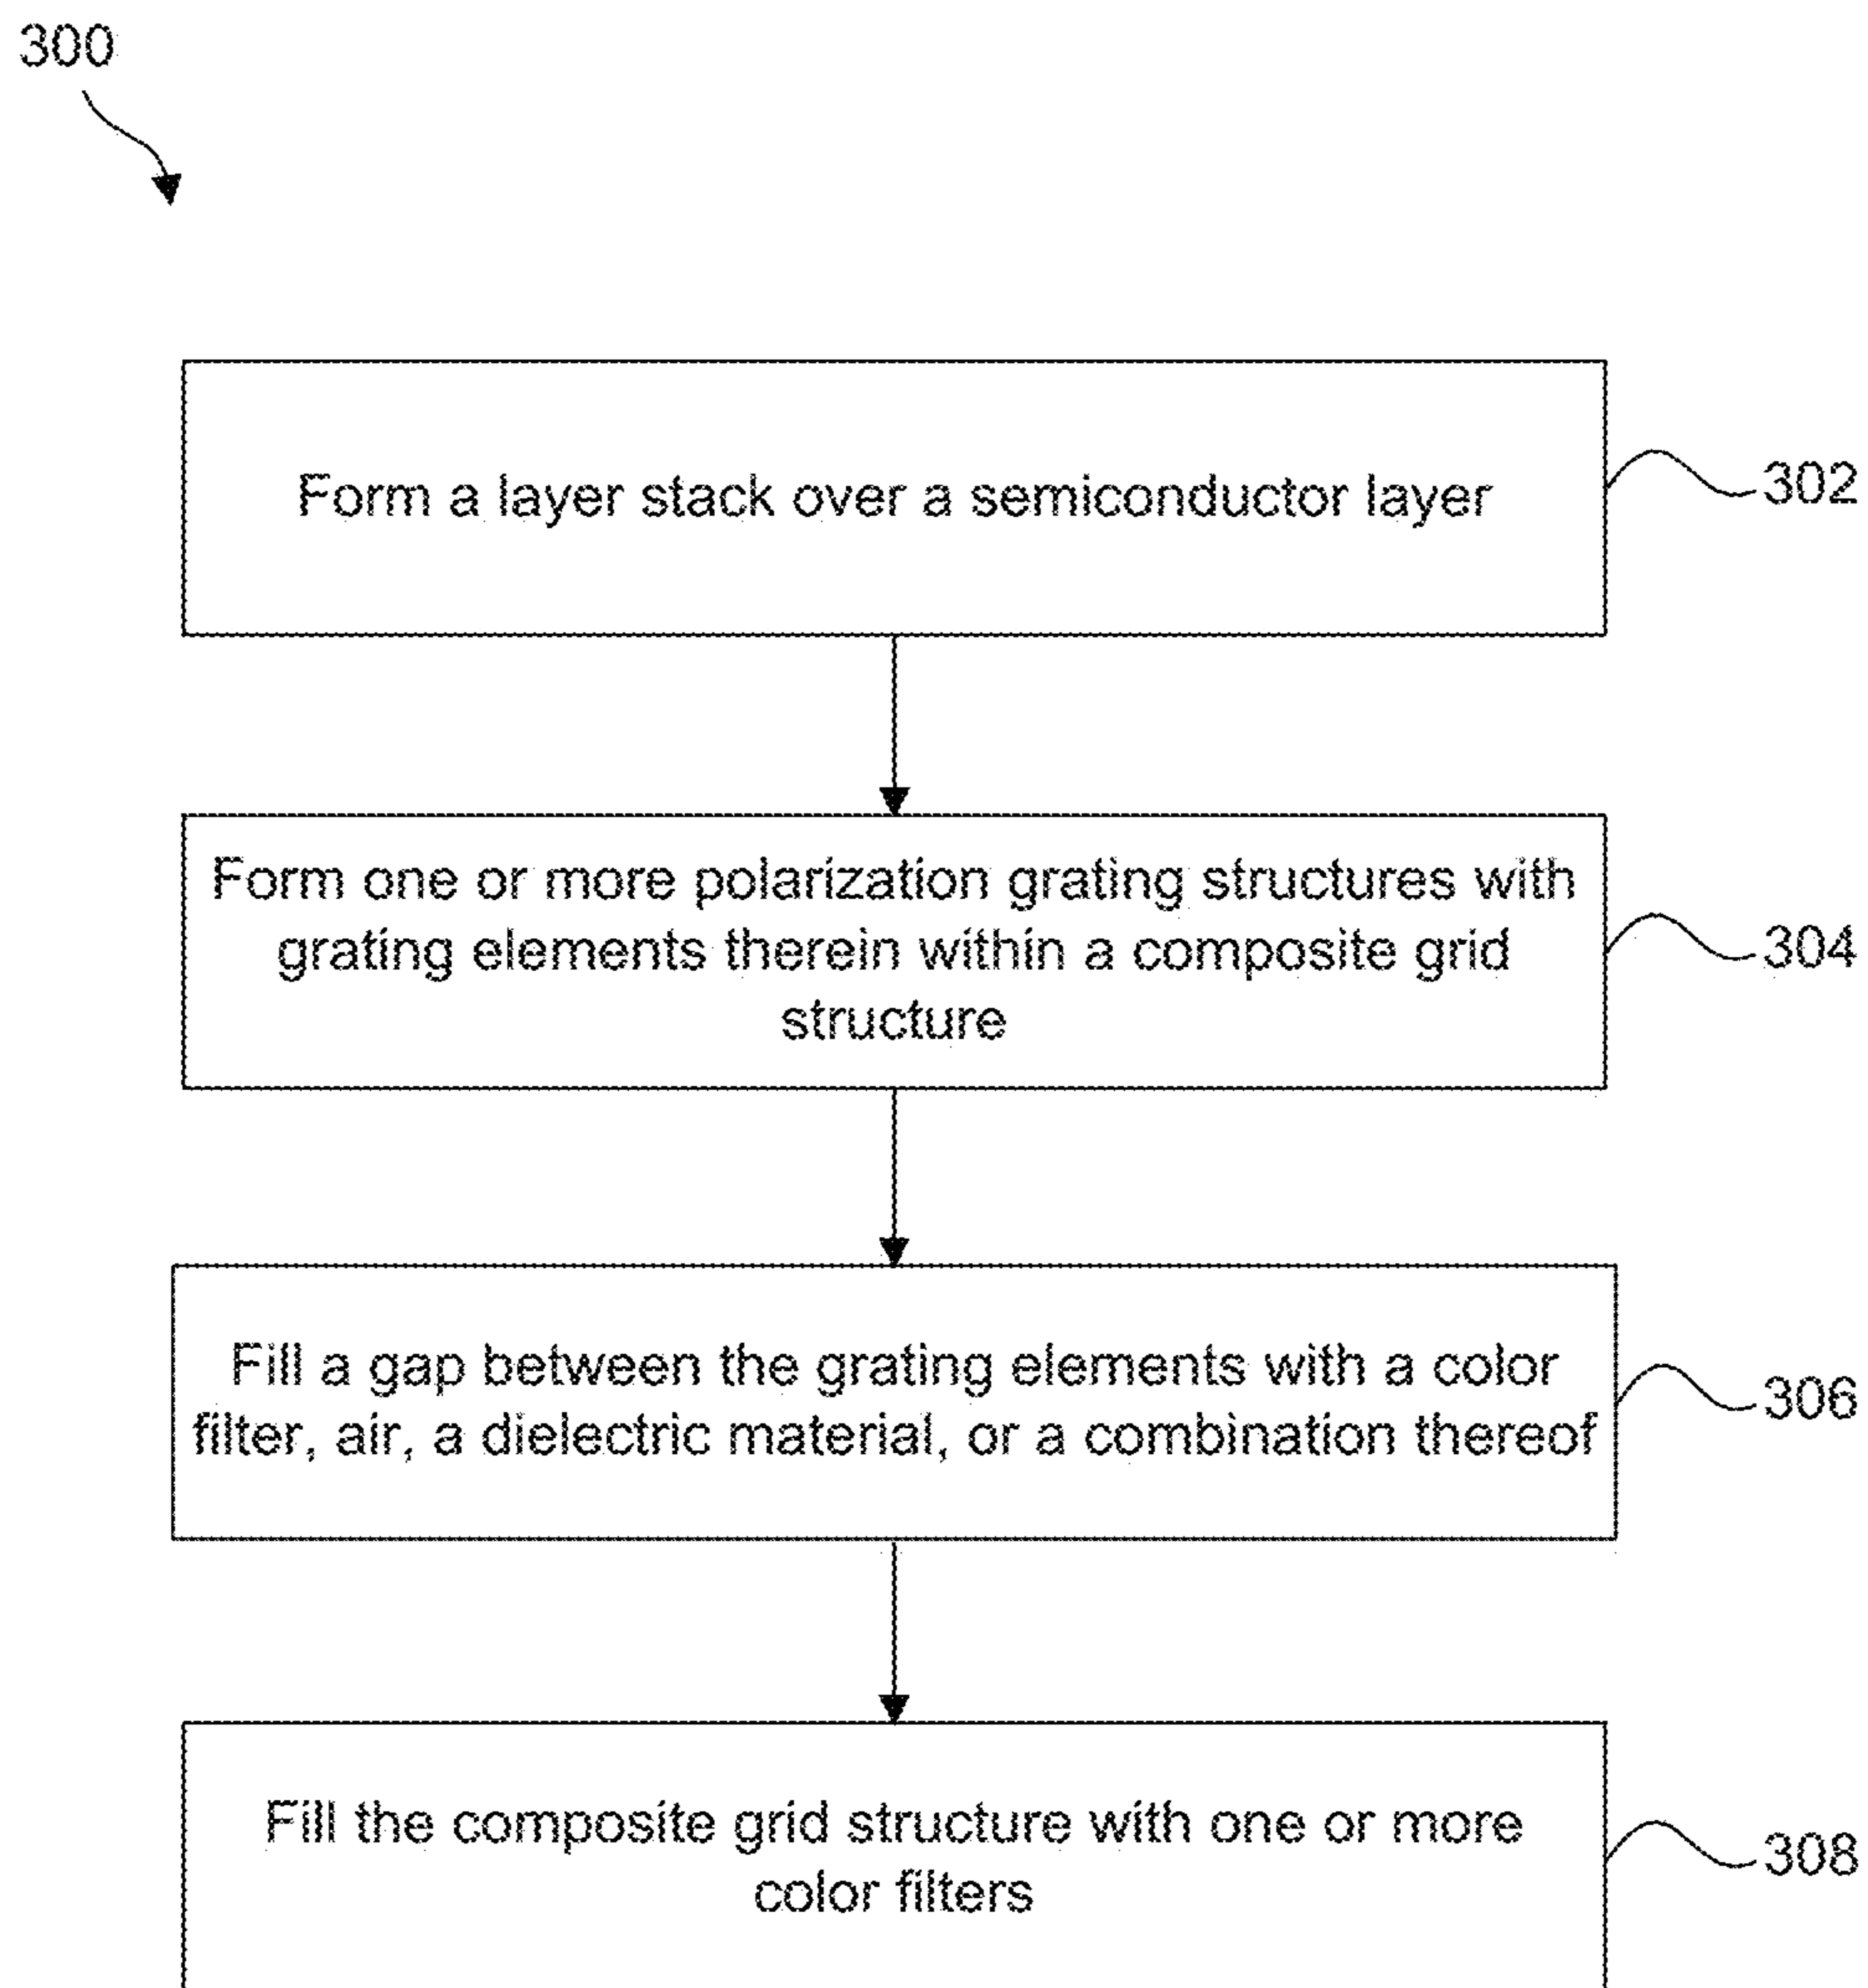 300
Form a layer stack over a semiconductor layer
302
Form one or more polarization grating structures with
grating elements therein within a composite grid
structure
304
Fill a gap between the grating elements with a color
filter, air, a dielectric material, or a combination thereof
306
Fill the composite grid structure with one or more
color filters
308